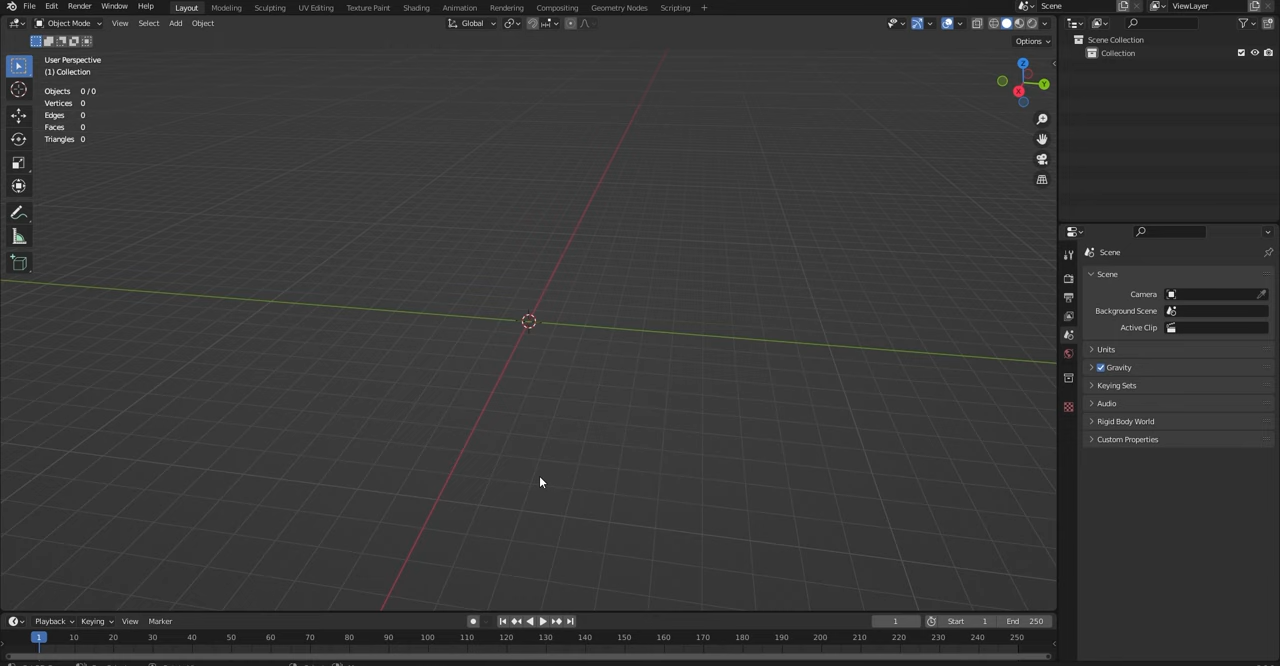 File Edit Render Window Help Layout Modeling Sculpting UV Editing Texture Paint Shading Animation Rendering Compositing Geometry Nodes Scripting + Scene ViewLayer
Object Mode View Select Add Object Global
Options
User Perspective
(1) Collection
Objects 0 / 0
Vertices 0
Edges 0
Faces 0
Triangles 0
Z
Y
X
Scene Collection
Collection
Scene
Scene
Camera
Background Scene
Active Clip
Units
Gravity
Keying Sets
Audio
Rigid Body World
Custom Properties
Playback Keying View Marker 1 Start 1 End 250
1 10 20 30 40 50 60 70 80 90 100 110 120 130 140 150 160 170 180 190 200 210 220 230 240 250